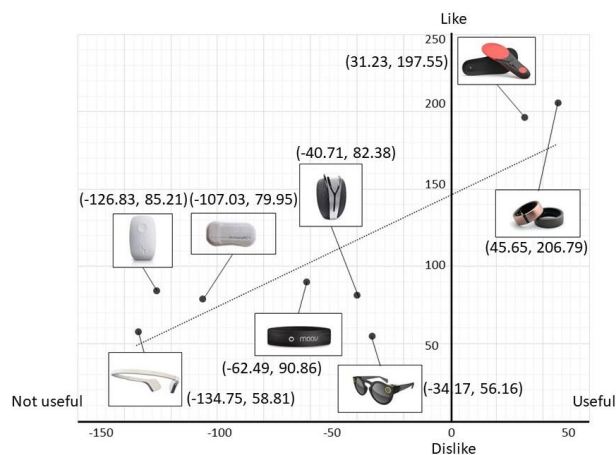 Like
250
(31.23, 197.55)
200
(-40.71, 82.38)
150
(-126.83, 85.21) (-107.03, 79.95)
(45.65, 206.79)
100
moov
50
(-62.49, 90.86)
(-134.75, 58.81)
(-34.17, 56.16)
Not useful
Useful
-150
-100
-50
0
50
Dislike